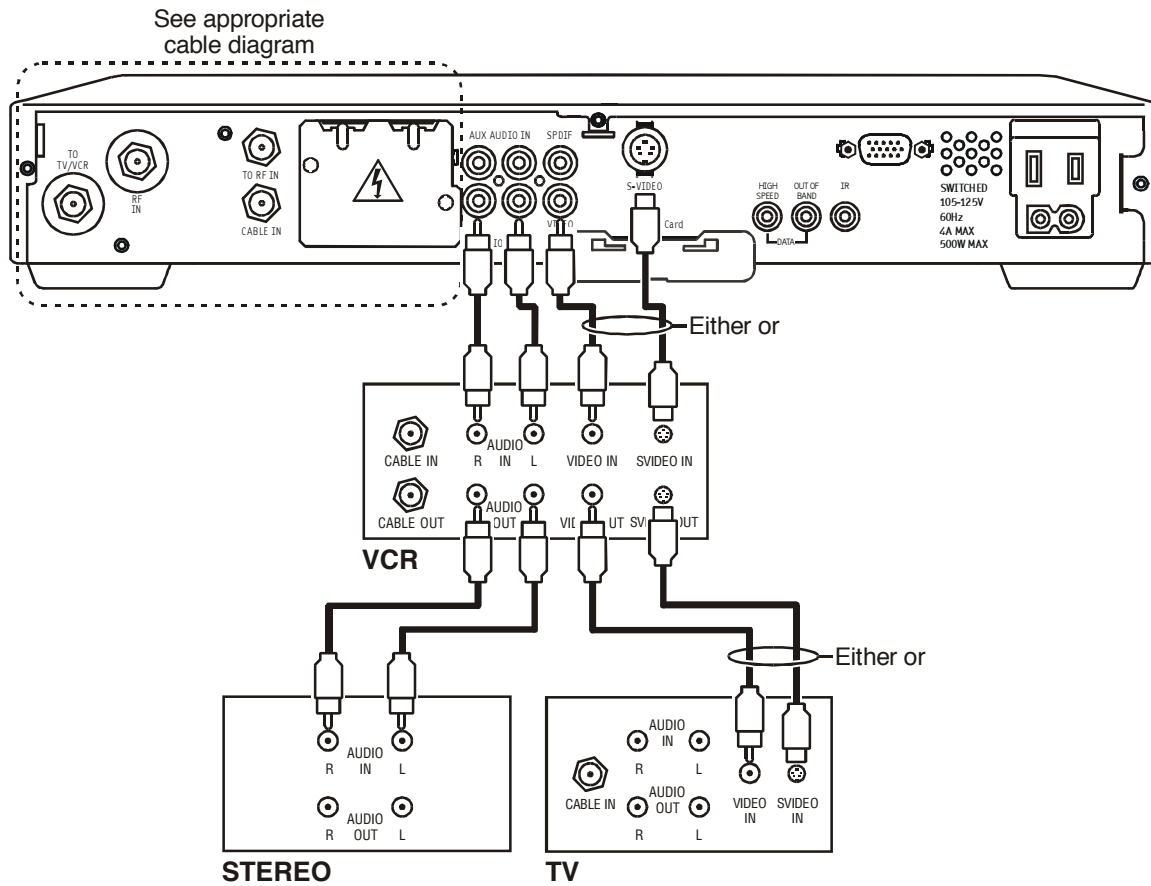 See appropriate
cable diagram
TO
TV/VCR
RF
IN
TO RF IN
CABLE IN
AUX AUDIO IN
SPDIF
S-VIDEO
Card
HIGH
SPEED
OUT OF
BAND
DATA
IR
SWITCHED
105-125V
60Hz
4A MAX
500W MAX
Either or
CABLE IN
R
AUDIO
IN
L
VIDEO IN
SVIDEO IN
CABLE OUT
AUDIO
VCR
Either or
R
AUDIO
IN
L
R
AUDIO
OUT
L
STEREO
CABLE IN
AUDIO
IN
R
L
AUDIO
OUT
R
L
VIDEO
IN
SVIDEO
IN
TV